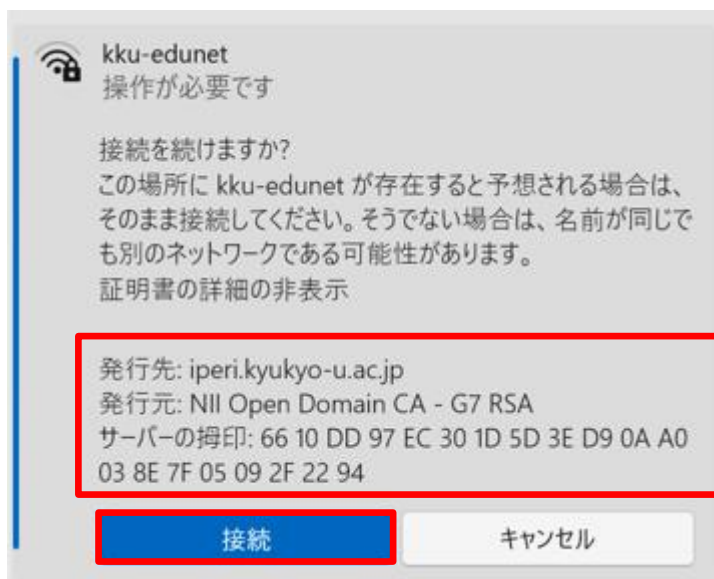 kku-edunet
操作が必要です
接続を続けますか?
この場所に kku-edunet が存在すると予想される場合は、
そのまま接続してください。そうでない場合は、名前が同じで
も別のネットワークである可能性があります。
証明書の詳細の非表示
発行先: iperi.kyukyo-u.ac.jp
発行元: NII Open Domain CA - G7 RSA
サーバーの拇印: 66 10 DD 97 EC 30 1D 5D 3E D9 0A A0
03 8E 7F 05 09 2F 22 94
接続
キャンセル